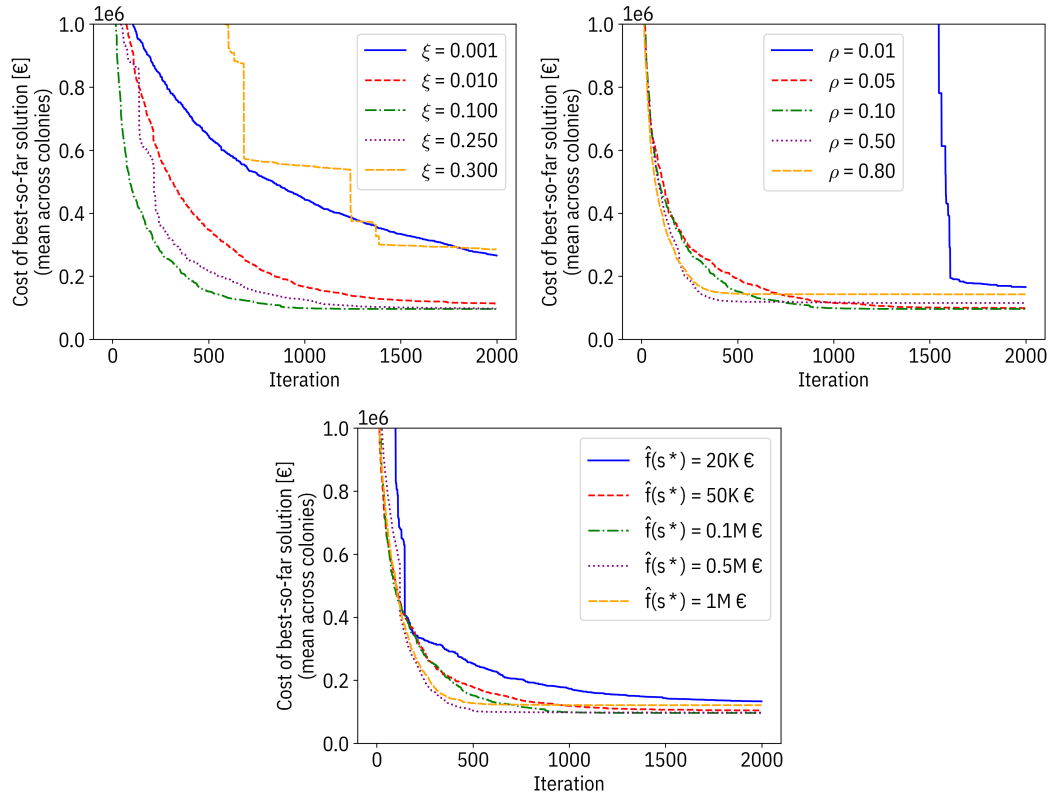 1e6
Cost of best-so-far solution [€]
(mean across colonies)
1.0
0.8
0.6
0.4
0.2
0.0
0 500 1000 1500 2000
Iteration
ξ = 0.001
ξ = 0.010
ξ = 0.100
ξ = 0.250
ξ = 0.300
1e6
Cost of best-so-far solution [€]
(mean across colonies)
1.0
0.8
0.6
0.4
0.2
0.0
0 500 1000 1500 2000
Iteration
ρ = 0.01
ρ = 0.05
ρ = 0.10
ρ = 0.50
ρ = 0.80
1e6
Cost of best-so-far solution [€]
(mean across colonies)
1.0
0.8
0.6
0.4
0.2
0.0
0 500 1000 1500 2000
Iteration
f̂(s*) = 20K €
f̂(s*) = 50K €
f̂(s*) = 0.1M €
f̂(s*) = 0.5M €
f̂(s*) = 1M €